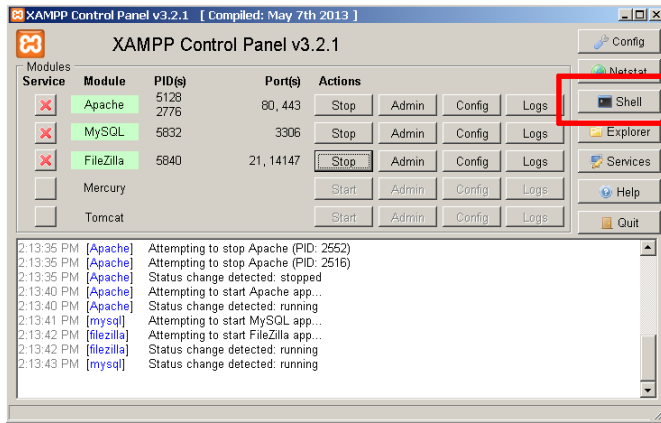 XAMPP Control Panel v3.2.1 [ Compiled: May 7th 2013 ]
XAMPP Control Panel v3.2.1
Config
Modules
Netstat
Service Module PID(s) Port(s) Actions
Apache 5128 2776 80, 443 Stop Admin Config Logs
Shell
MySQL 5832 3306 Stop Admin Config Logs
Explorer
FileZilla 5840 21, 14147 Stop Admin Config Logs
Services
Mercury Start Admin Config Logs
Help
Tomcat Start Admin Config Logs
Quit
2:13:35 PM [Apache] Attempting to stop Apache (PID: 2552)
2:13:35 PM [Apache] Attempting to stop Apache (PID: 2516)
2:13:35 PM [Apache] Status change detected: stopped
2:13:40 PM [Apache] Attempting to start Apache app...
2:13:40 PM [Apache] Status change detected: running
2:13:41 PM [mysql] Attempting to start MySQL app...
2:13:42 PM [filezilla] Attempting to start FileZilla app...
2:13:42 PM [filezilla] Status change detected: running
2:13:43 PM [mysql] Status change detected: running